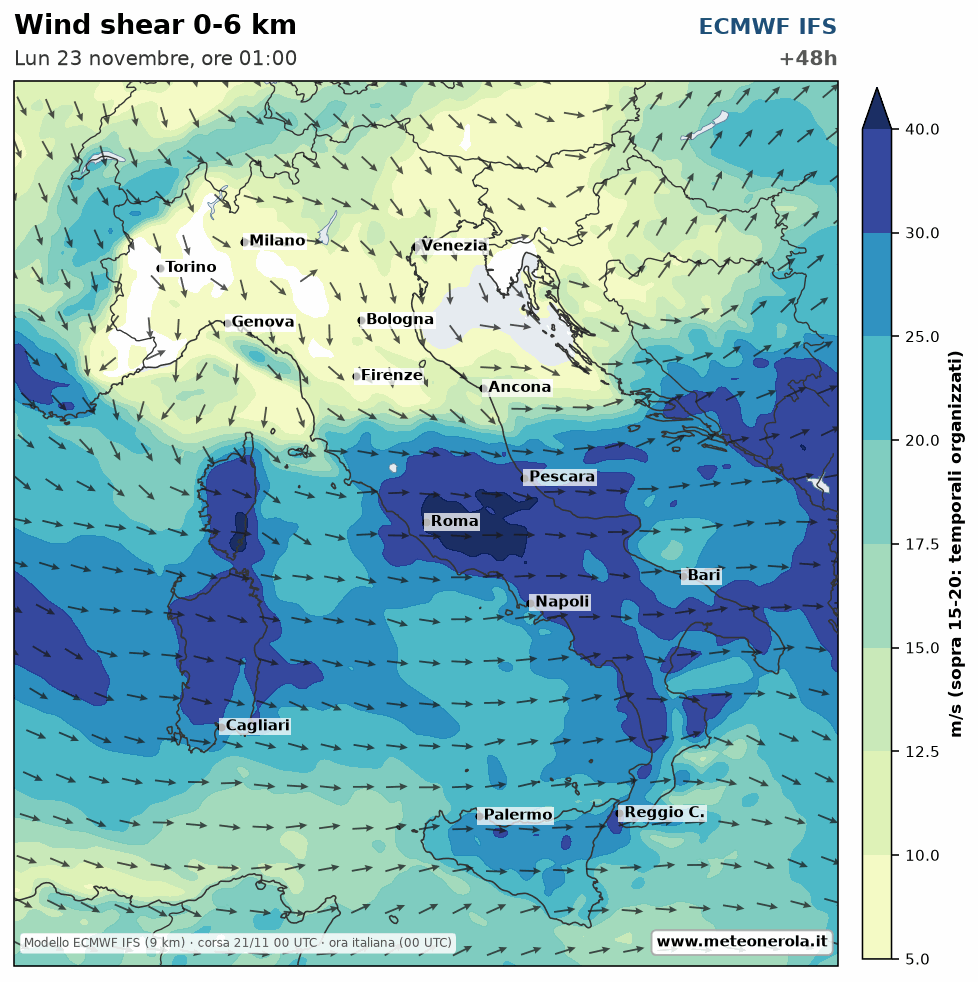 Wind shear 0-6 km
ECMWF IFS
Lun 23 novembre, ore 01:00
+48h
Milano
Venezia
Torino
Genova
Bologna
Firenze
Ancona
Pescara
Roma
Bari
Napoli
Cagliari
Palermo
Reggio C.
40.0
30.0
25.0
20.0
17.5
15.0
12.5
10.0
5.0
m/s (sopra 15-20: temporali organizzati)
Modello ECMWF IFS (9 km) · corsa 21/11 00 UTC · ora italiana (00 UTC)
www.meteonerola.it